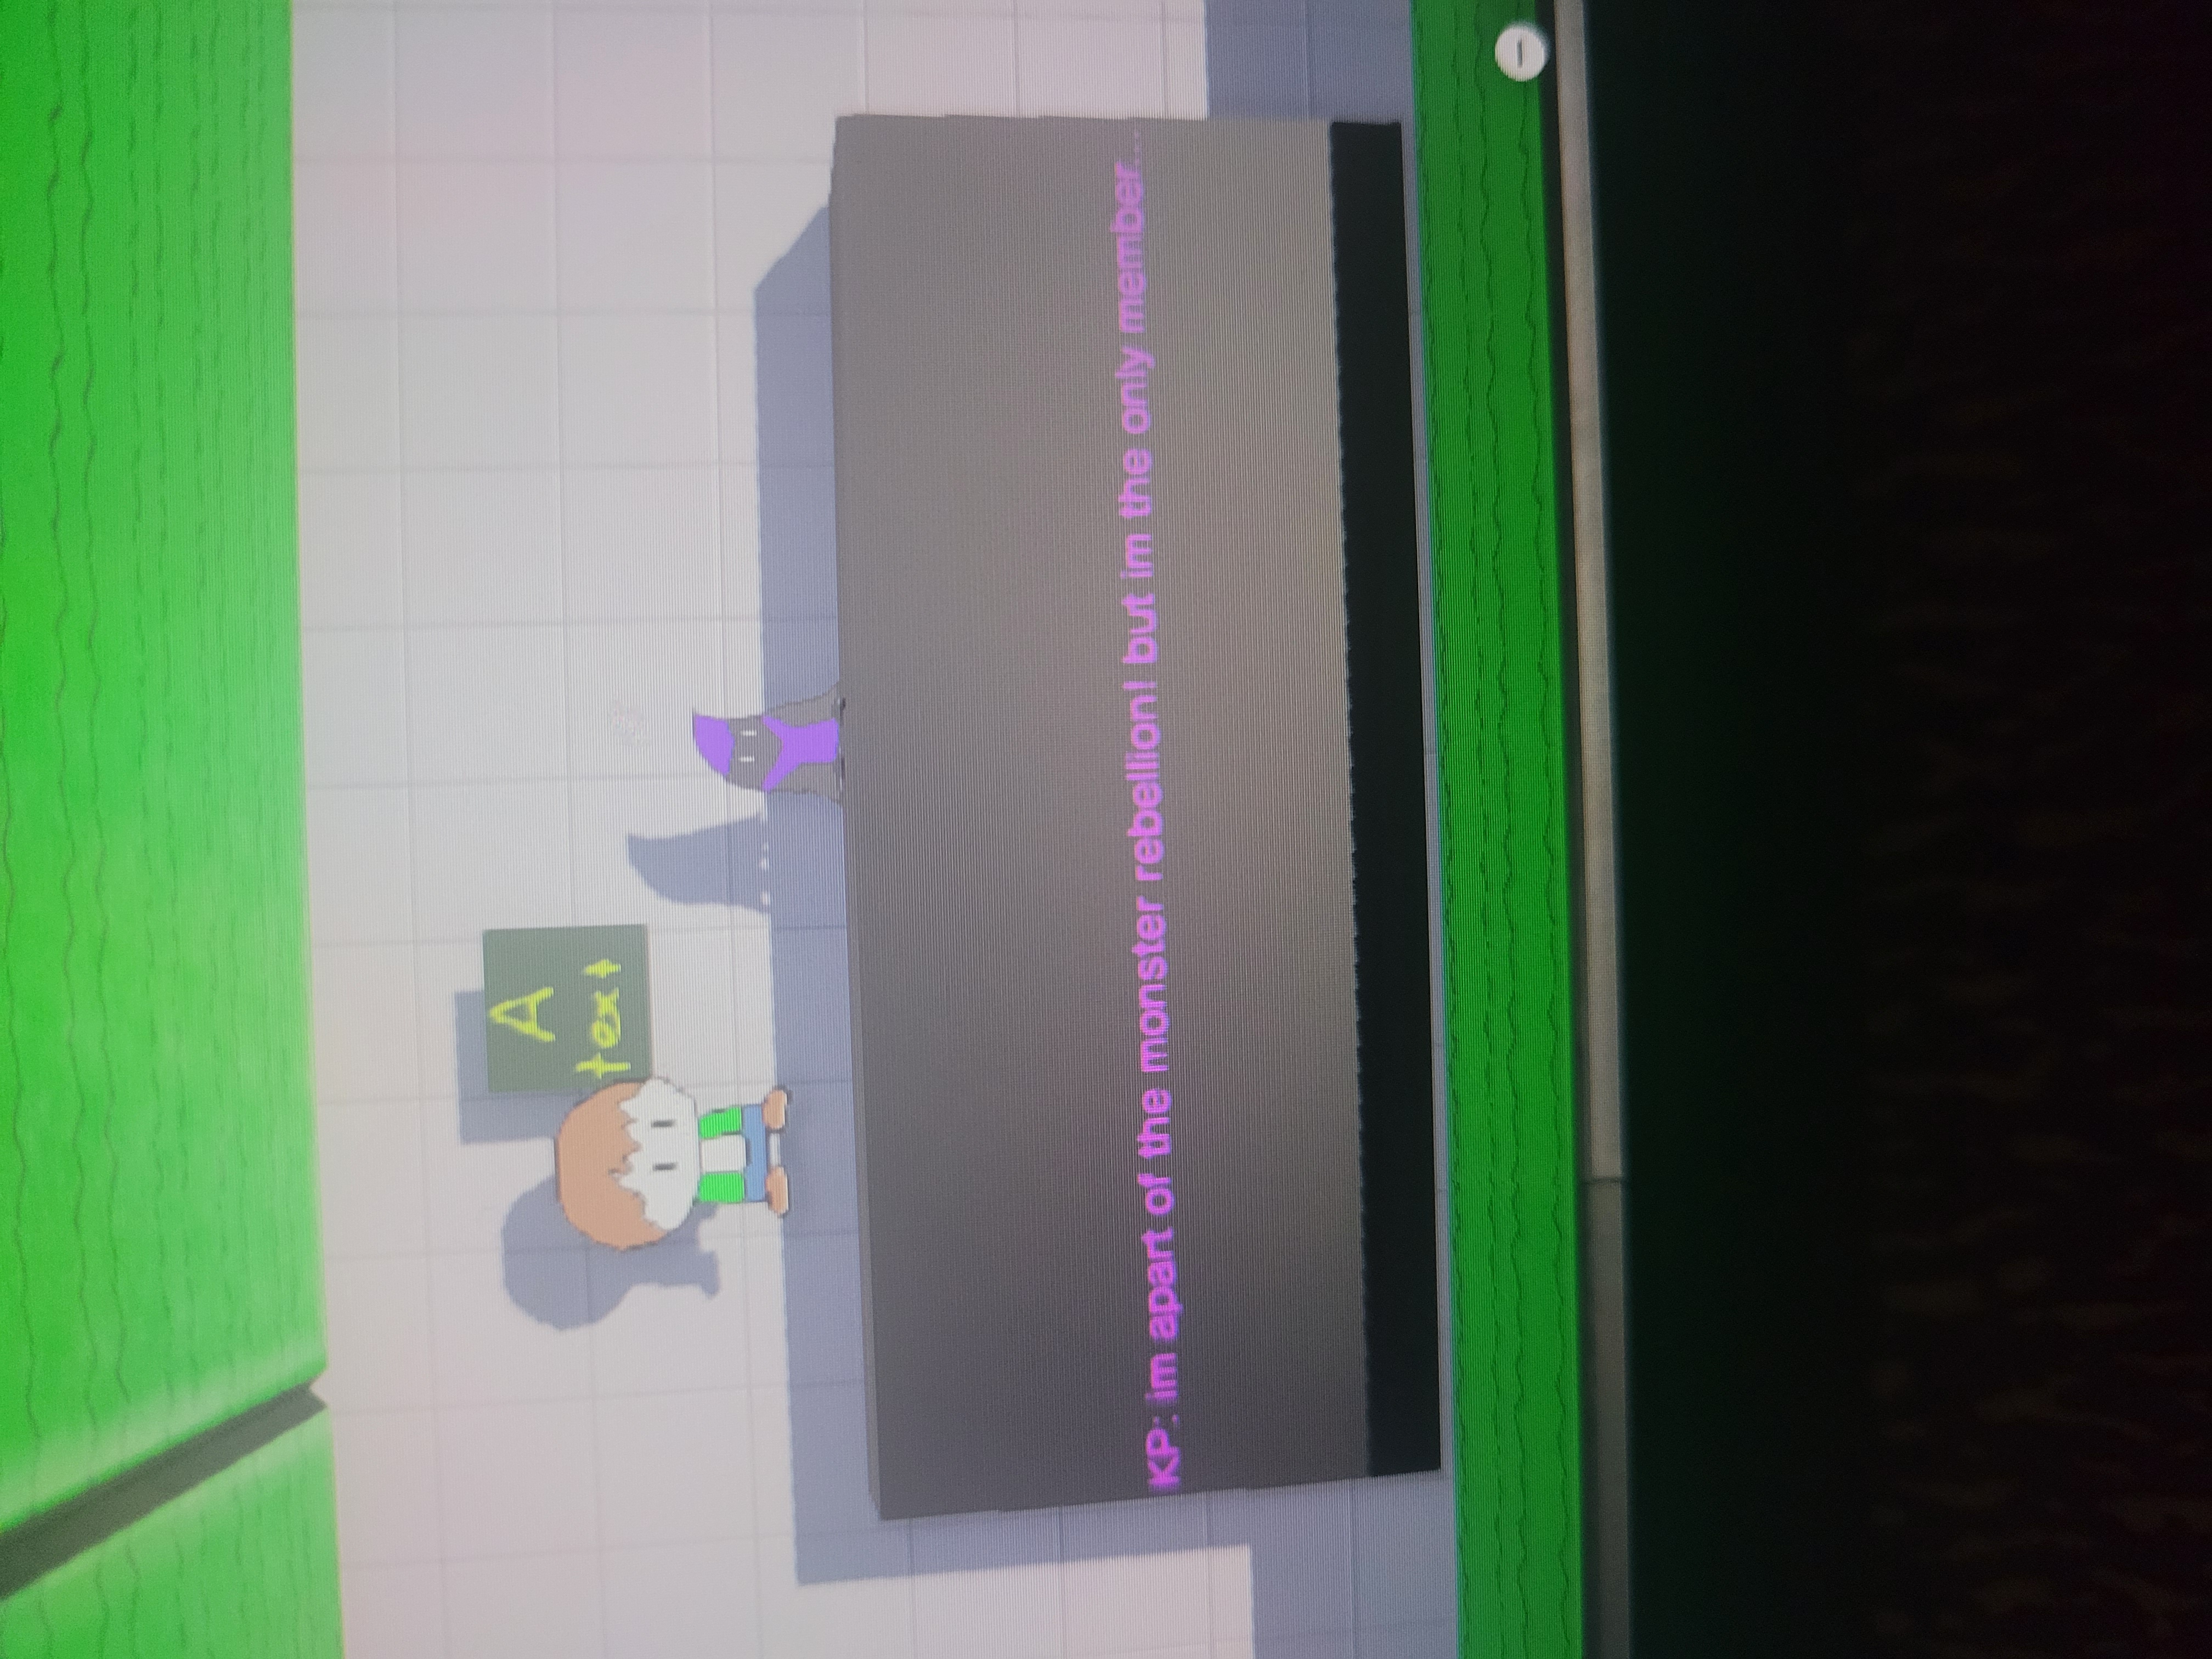 A
text
KP: im apart of the monster rebellion! but im the only member...